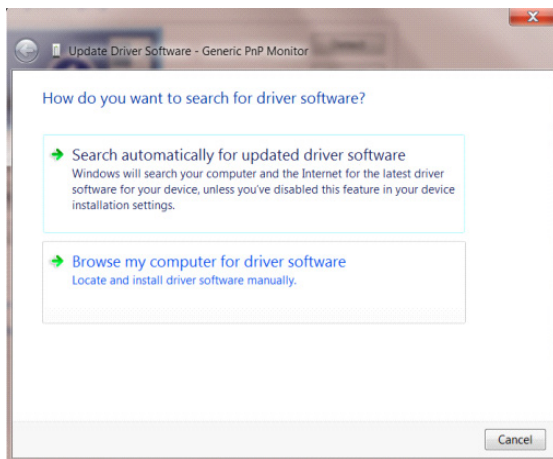 Update Driver Software - Generic PnP Monitor
How do you want to search for driver software?
Search automatically for updated driver software
Windows will search your computer and the Internet for the latest driver
software for your device, unless you've disabled this feature in your device
installation settings.
Browse my computer for driver software
Locate and install driver software manually.
Cancel